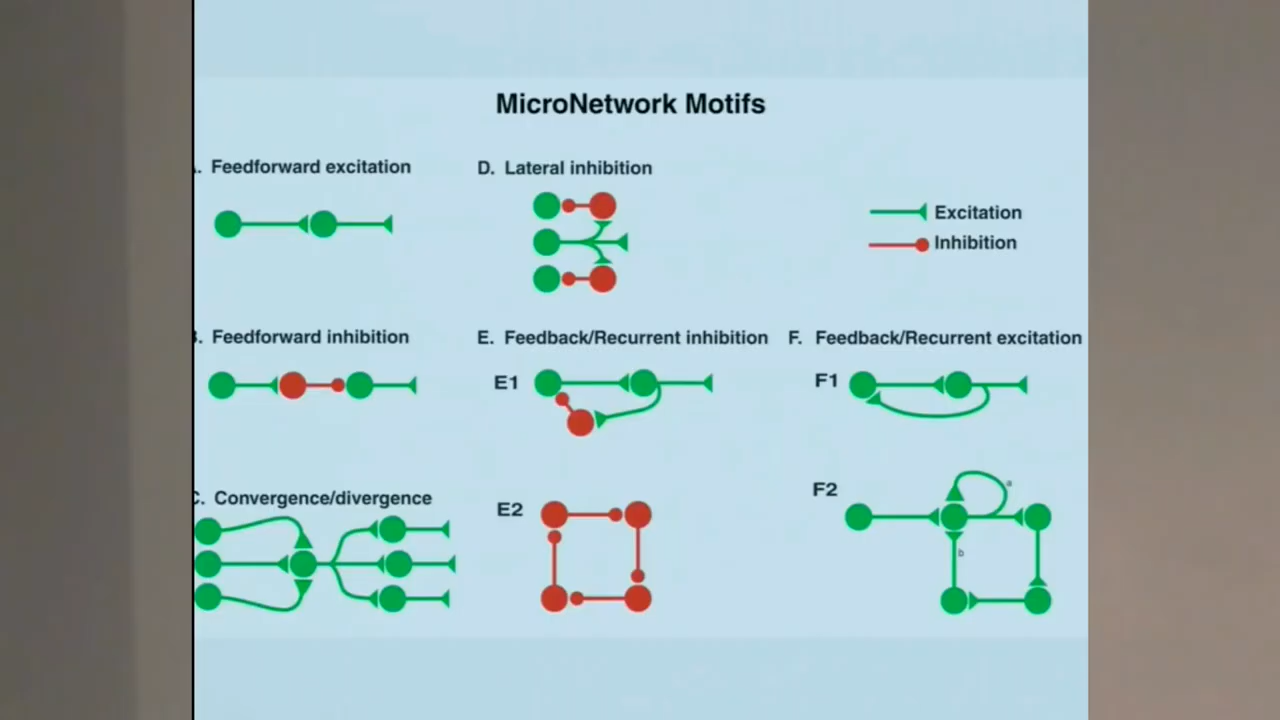 MicroNetwork Motifs
. Feedforward excitation
D. Lateral inhibition
Excitation
Inhibition
. Feedforward inhibition
E. Feedback/Recurrent inhibition
F. Feedback/Recurrent excitation
E1
F1
C. Convergence/divergence
E2
F2
a
b